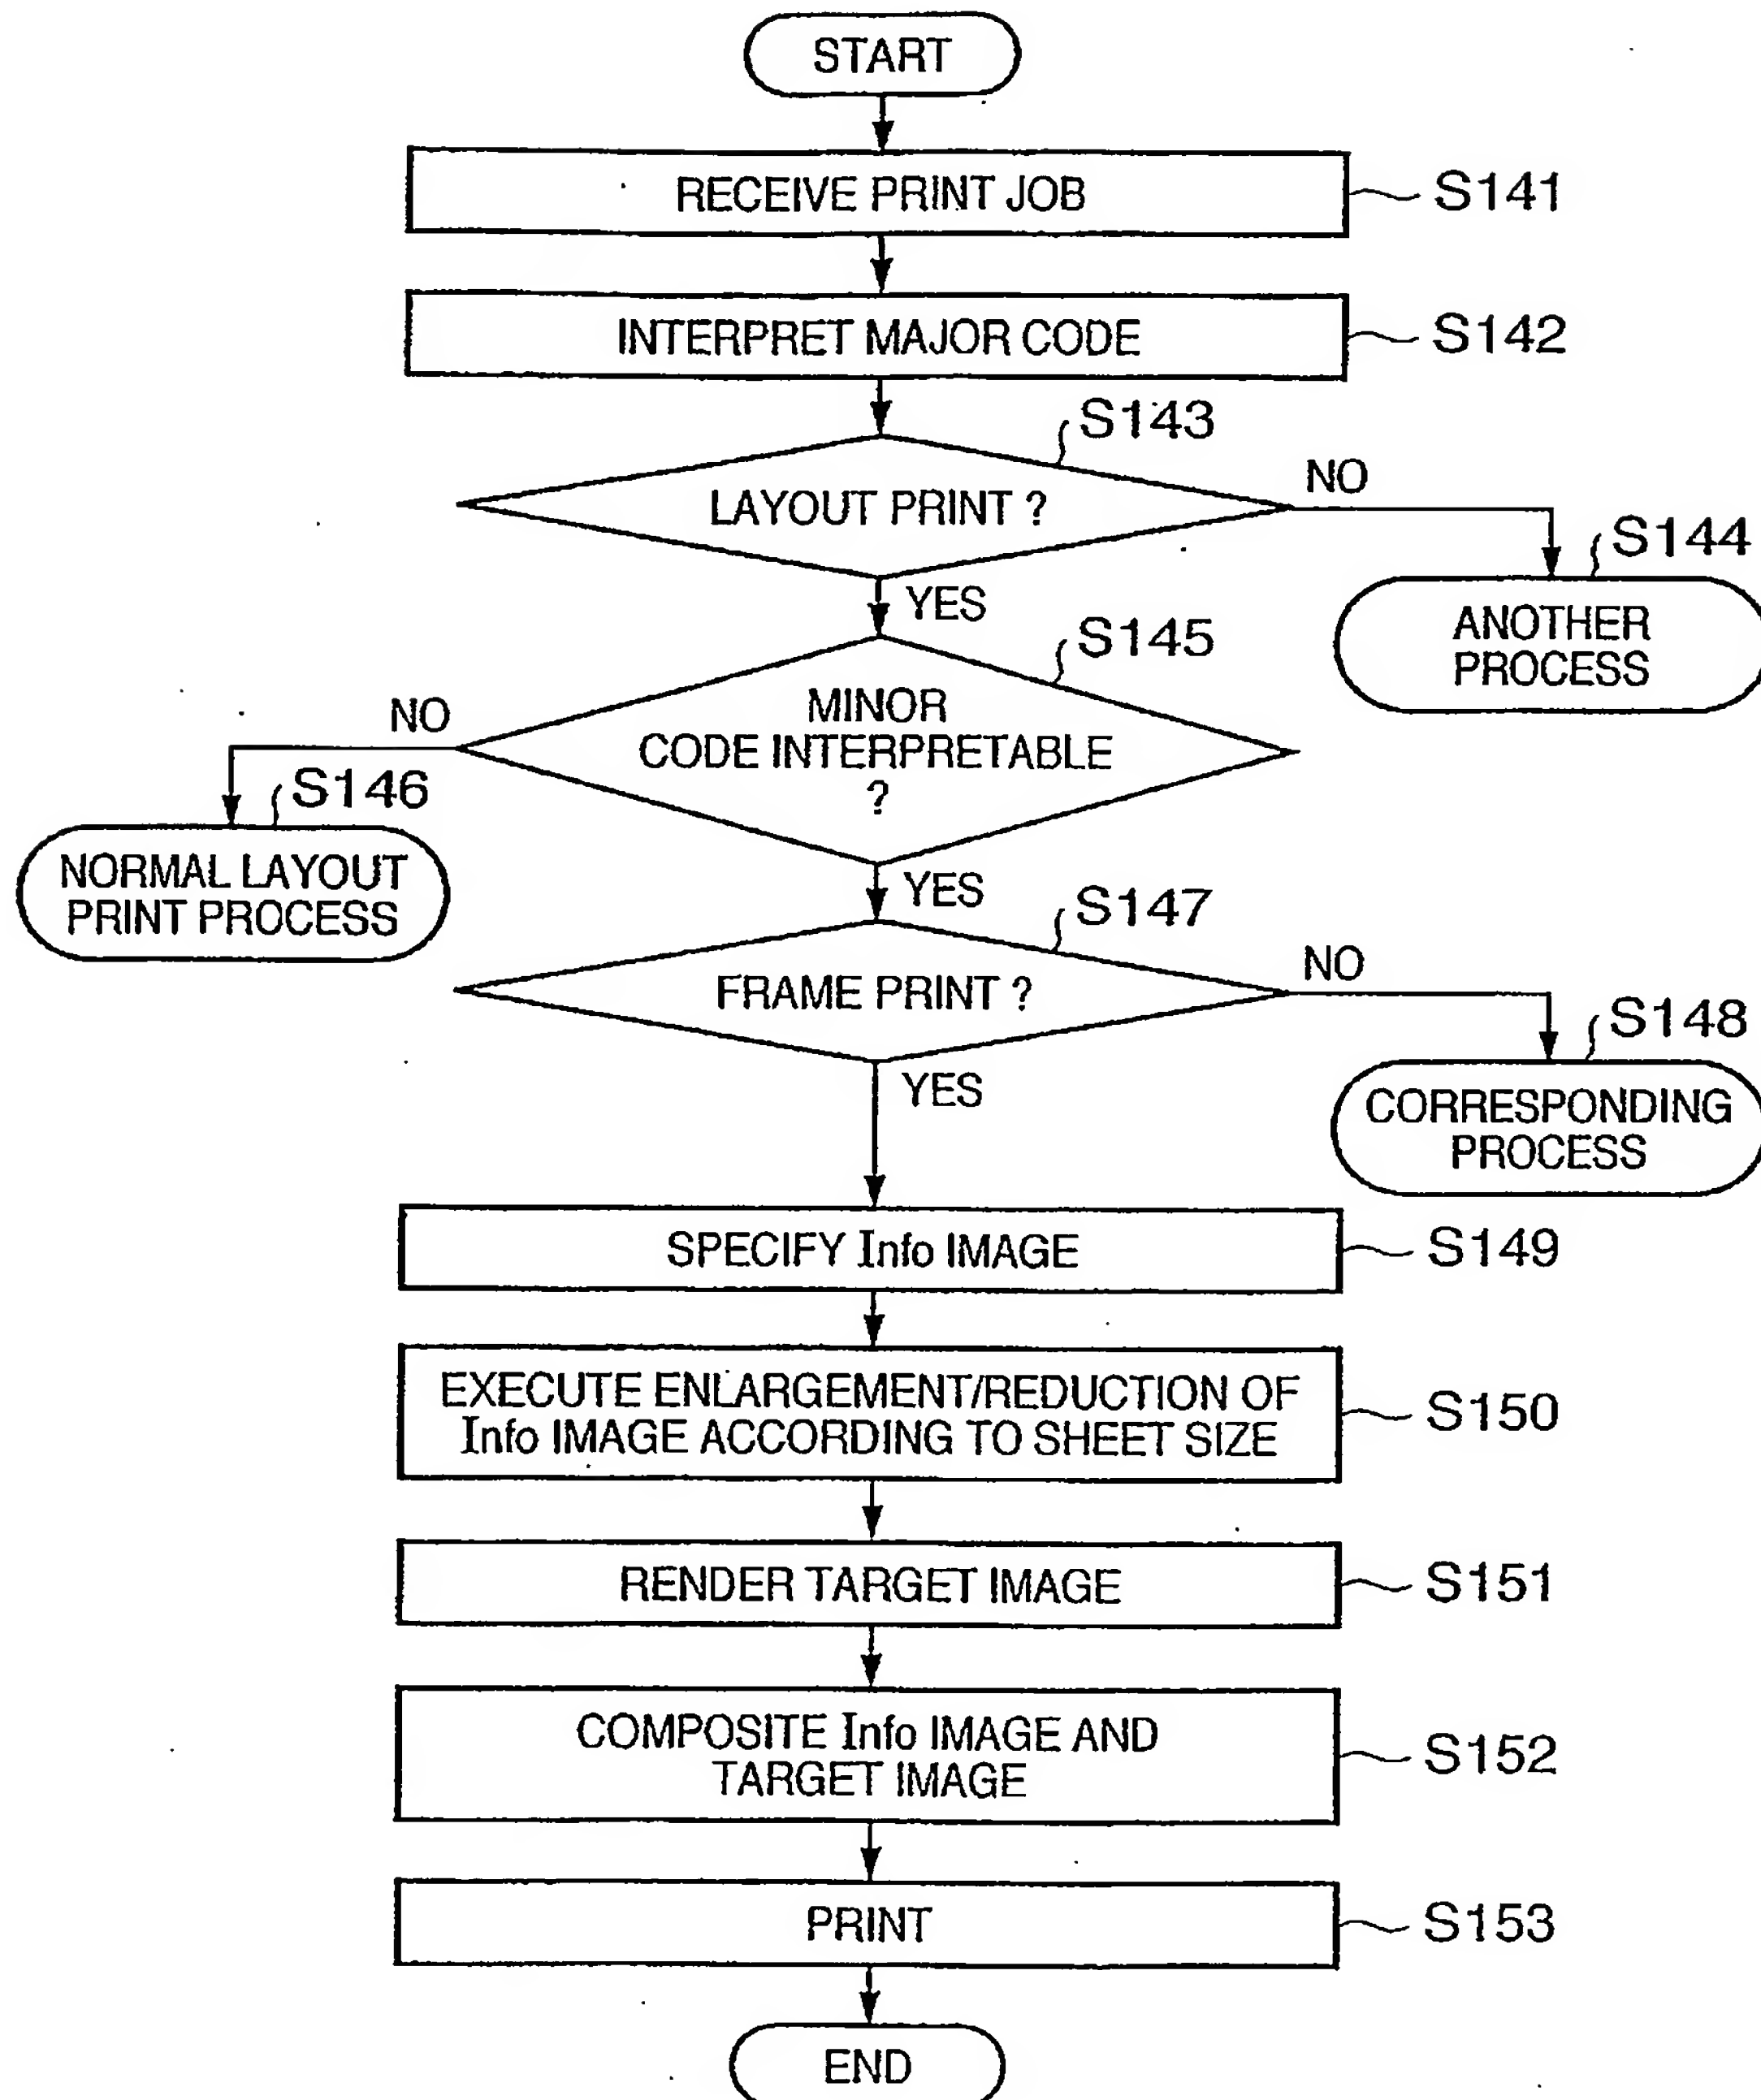 START
RECEIVE PRINT JOB
S141
INTERPRET MAJOR CODE
S142
S143
LAYOUT PRINT ?
NO
S144
ANOTHER
PROCESS
YES
S145
MINOR
CODE INTERPRETABLE
?
NO
S146
NORMAL LAYOUT
PRINT PROCESS
YES
S147
FRAME PRINT ?
NO
S148
CORRESPONDING
PROCESS
YES
SPECIFY Info IMAGE
S149
EXECUTE ENLARGEMENT/REDUCTION OF
Info IMAGE ACCORDING TO SHEET SIZE
S150
RENDER TARGET IMAGE
S151
COMPOSITE Info IMAGE AND
TARGET IMAGE
S152
PRINT
S153
END